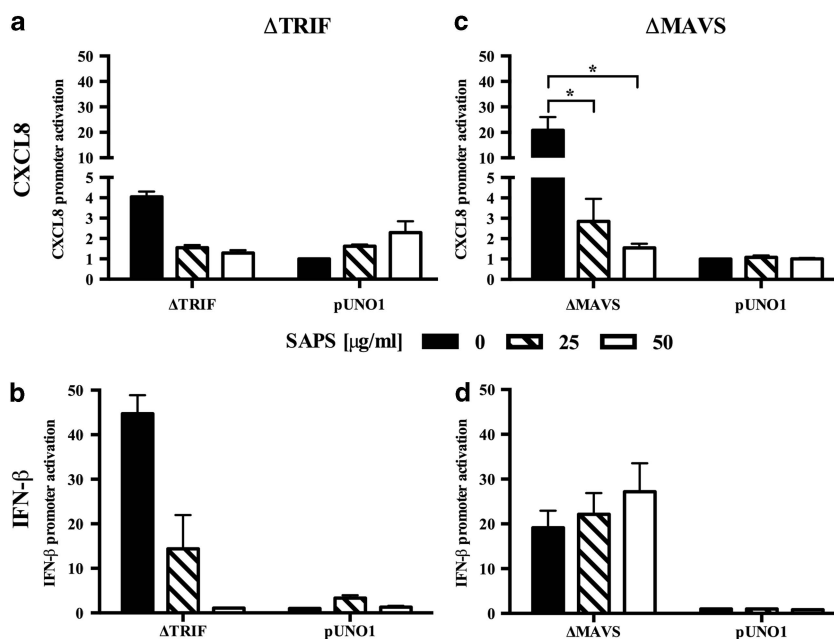 a
ΔTRIF
CXCL8
CXCL8 promoter activation
50
40
30
20
10
5
4
3
2
1
0
ΔTRIF
pUNO1
c
ΔMAVS
CXCL8 promoter activation
50
40
30
20
10
5
4
3
2
1
0
*
*
ΔMAVS
pUNO1
SAPS [μg/ml] 0 25 50
b
IFN-β
IFN-β promoter activation
50
40
30
20
10
0
ΔTRIF
pUNO1
d
IFN-β promoter activation
50
40
30
20
10
0
ΔMAVS
pUNO1